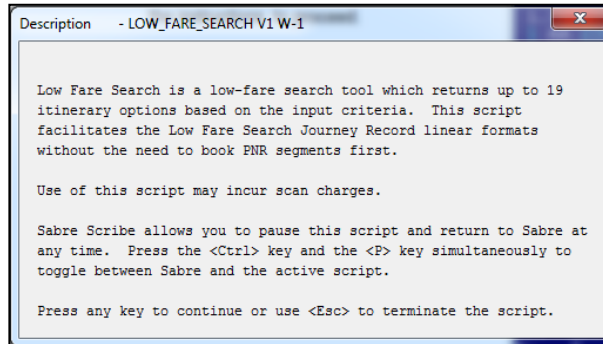 Description - LOW_FARE_SEARCH V1 W-1
Low Fare Search is a low-fare search tool which returns up to 19
itinerary options based on the input criteria. This script
facilitates the Low Fare Search Journey Record linear formats
without the need to book PNR segments first.
Use of this script may incur scan charges.
Sabre Scribe allows you to pause this script and return to Sabre at
any time. Press the <Ctrl> key and the <P> key simultaneously to
toggle between Sabre and the active script.
Press any key to continue or use <Esc> to terminate the script.